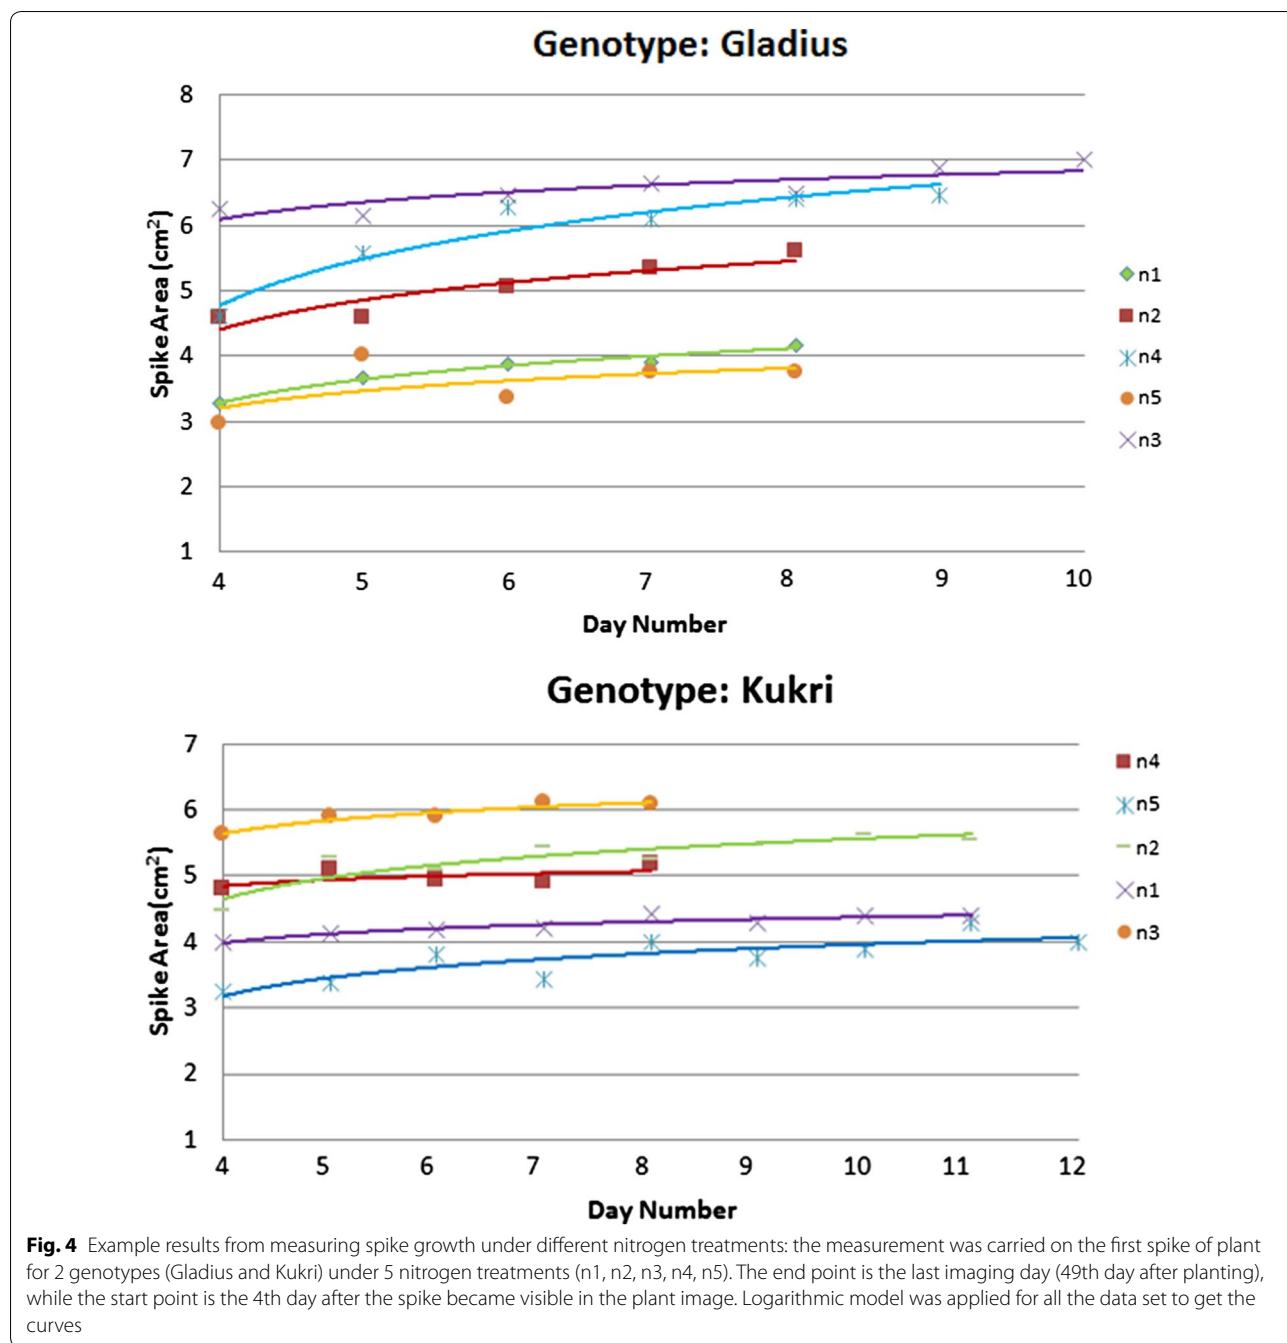 Genotype: Gladius
8
7
6
5
4
3
2
1
Spike Area (cm²)
4 5 6 7 8 9 10
Day Number
n1
n2
n4
n5
n3
Genotype: Kukri
7
6
5
4
3
2
1
Spike Area(cm²)
4 5 6 7 8 9 10 11 12
Day Number
n4
n5
n2
n1
n3
Fig. 4 Example results from measuring spike growth under different nitrogen treatments: the measurement was carried on the first spike of plant
for 2 genotypes (Gladius and Kukri) under 5 nitrogen treatments (n1, n2, n3, n4, n5). The end point is the last imaging day (49th day after planting),
while the start point is the 4th day after the spike became visible in the plant image. Logarithmic model was applied for all the data set to get the
curves